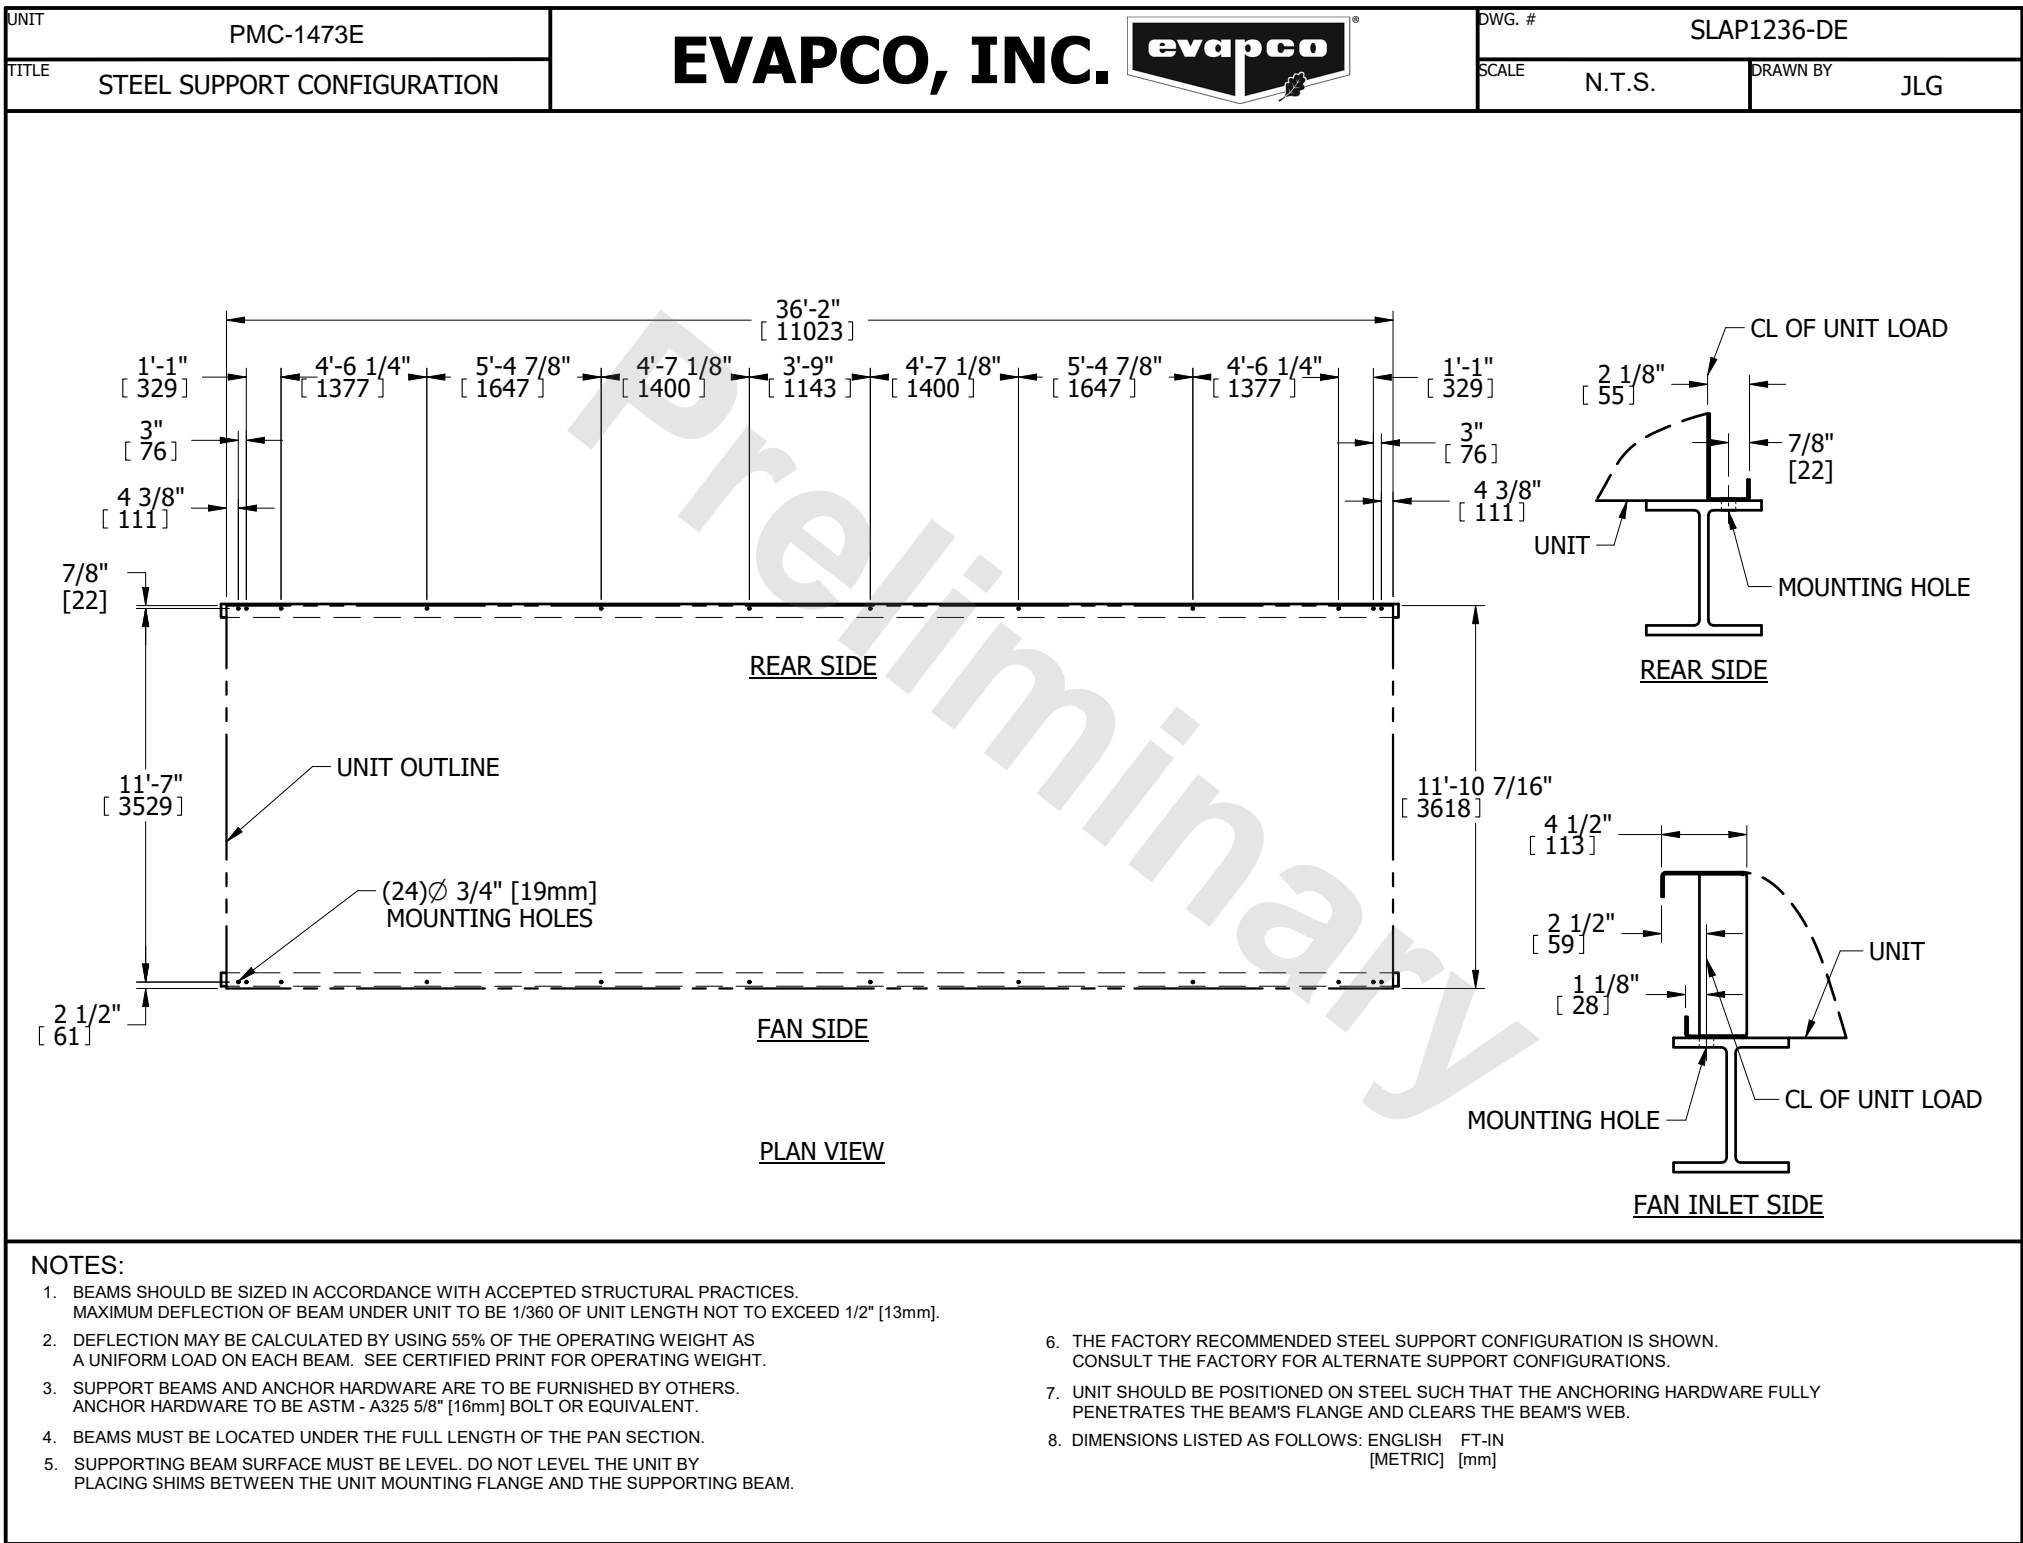 UNIT
PMC-1473E
TITLE
STEEL SUPPORT CONFIGURATION
EVAPCO, INC.
evapco
®
DWG. #
SLAP1236-DE
SCALE
N.T.S.
DRAWN BY
JLG
36'-2"
[ 11023]
1'-1"
[ 329]
4'-6 1/4"
[ 1377 ]
5'-4 7/8"
[ 1647 ]
4'-7 1/8"
[ 1400 ]
3'-9"
[ 1143 ]
4'-7 1/8"
[ 1400 ]
5'-4 7/8"
[ 1647 ]
4'-6 1/4"
[ 1377 ]
1'-1"
[ 329]
3"
[ 76]
3"
[ 76]
4 3/8"
[ 111]
4 3/8"
[ 111]
7/8"
[22]
REAR SIDE
UNIT OUTLINE
11'-7"
[ 3529]
11'-10 7/16"
[ 3618]
(24)Ø 3/4" [19mm]
MOUNTING HOLES
2 1/2"
[ 61]
FAN SIDE
PLAN VIEW
Preliminary
CL OF UNIT LOAD
2 1/8"
[ 55]
7/8"
[22]
UNIT
MOUNTING HOLE
REAR SIDE
4 1/2"
[ 113]
2 1/2"
[ 59]
1 1/8"
[ 28]
UNIT
CL OF UNIT LOAD
MOUNTING HOLE
FAN INLET SIDE
NOTES:
1. BEAMS SHOULD BE SIZED IN ACCORDANCE WITH ACCEPTED STRUCTURAL PRACTICES.
MAXIMUM DEFLECTION OF BEAM UNDER UNIT TO BE 1/360 OF UNIT LENGTH NOT TO EXCEED 1/2" [13mm].
2. DEFLECTION MAY BE CALCULATED BY USING 55% OF THE OPERATING WEIGHT AS
A UNIFORM LOAD ON EACH BEAM. SEE CERTIFIED PRINT FOR OPERATING WEIGHT.
3. SUPPORT BEAMS AND ANCHOR HARDWARE ARE TO BE FURNISHED BY OTHERS.
ANCHOR HARDWARE TO BE ASTM - A325 5/8" [16mm] BOLT OR EQUIVALENT.
4. BEAMS MUST BE LOCATED UNDER THE FULL LENGTH OF THE PAN SECTION.
5. SUPPORTING BEAM SURFACE MUST BE LEVEL. DO NOT LEVEL THE UNIT BY
PLACING SHIMS BETWEEN THE UNIT MOUNTING FLANGE AND THE SUPPORTING BEAM.
6. THE FACTORY RECOMMENDED STEEL SUPPORT CONFIGURATION IS SHOWN.
CONSULT THE FACTORY FOR ALTERNATE SUPPORT CONFIGURATIONS.
7. UNIT SHOULD BE POSITIONED ON STEEL SUCH THAT THE ANCHORING HARDWARE FULLY
PENETRATES THE BEAM'S FLANGE AND CLEARS THE BEAM'S WEB.
8. DIMENSIONS LISTED AS FOLLOWS: ENGLISH FT-IN
[METRIC] [mm]